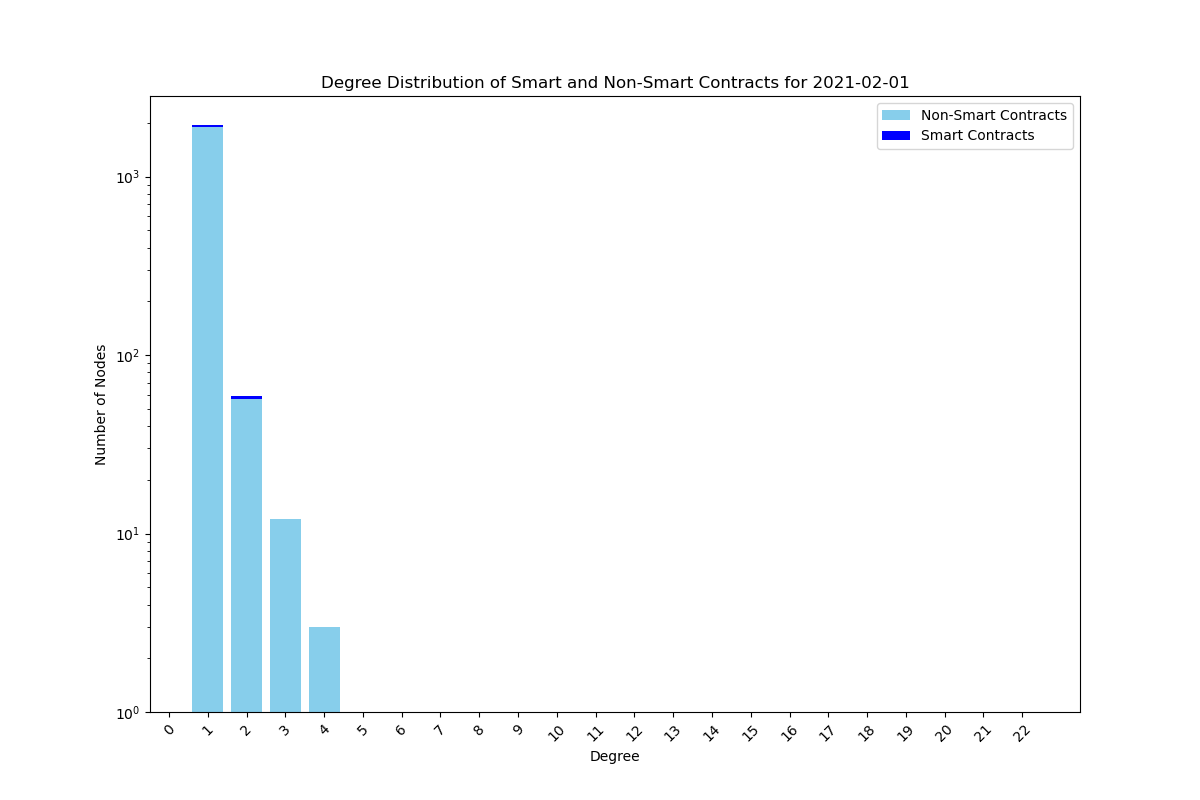 Degree Distribution of Smart and Non-Smart Contracts for 2021-02-01
Non-Smart Contracts
Smart Contracts
10³
10²
10¹
10⁰
Number of Nodes
0 1 2 3 4 5 6 7 8 9 10 11 12 13 14 15 16 17 18 19 20 21 22
Degree